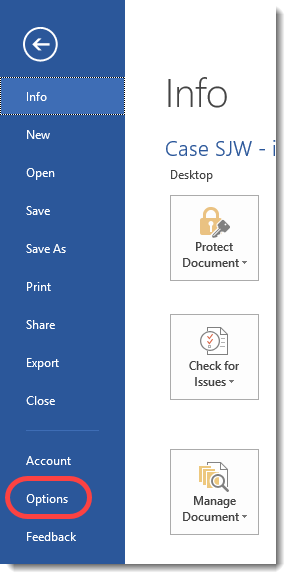 Info
New
Open
Save
Save As
Print
Share
Export
Close
Account
Options
Feedback
Info
Case SJW - i
Desktop
Protect
Document
Check for
Issues
Manage
Document